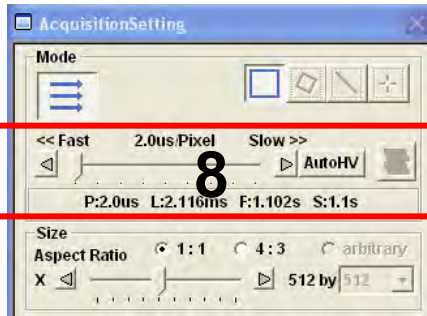 AcquisitionSetting
Mode
<< Fast 2.0us/Pixel Slow >>
AutoHV
8
P:2.0us L:2.116ms F:1.102s S:1.1s
Size
Aspect Ratio 1:1 4:3 arbitrary
X 512 by 512